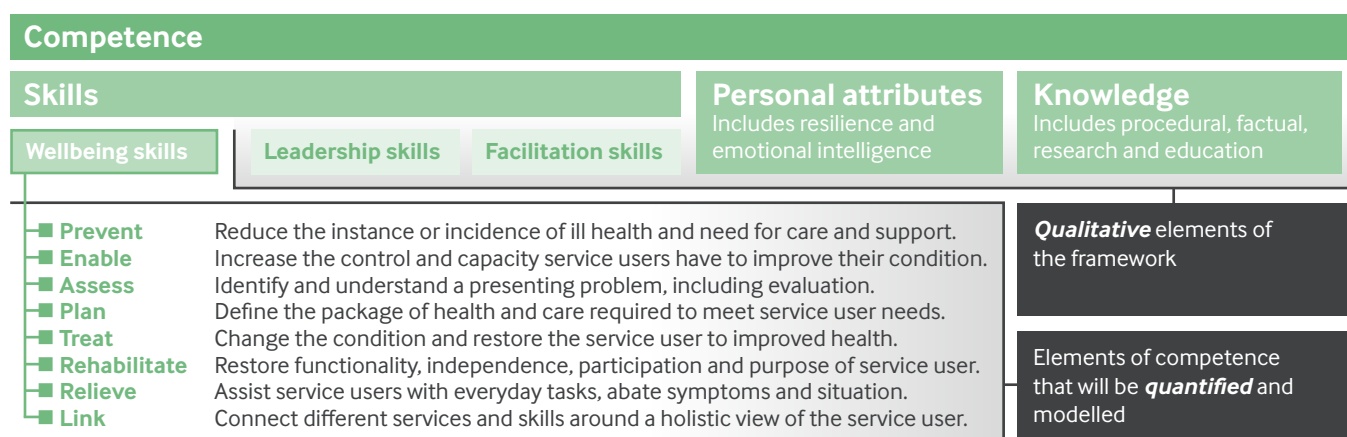 Competence
Skills
Wellbeing skills
Leadership skills
Facilitation skills
Personal attributes
Includes resilience and
emotional intelligence
Knowledge
Includes procedural, factual,
research and education
Prevent Reduce the instance or incidence of ill health and need for care and support.
Enable Increase the control and capacity service users have to improve their condition.
Assess Identify and understand a presenting problem, including evaluation.
Plan Define the package of health and care required to meet service user needs.
Treat Change the condition and restore the service user to improved health.
Rehabilitate Restore functionality, independence, participation and purpose of service user.
Relieve Assist service users with everyday tasks, abate symptoms and situation.
Link Connect different services and skills around a holistic view of the service user.
Qualitative elements of
the framework
Elements of competence
that will be quantified and
modelled